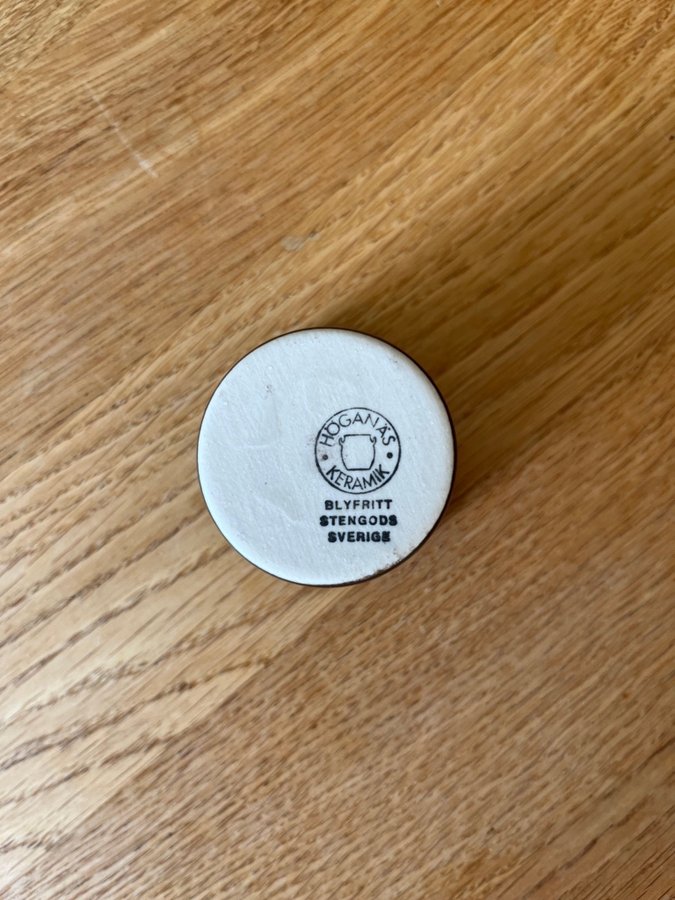 HÖGANÄS
KERAMIK
BLYFRITT
STENGODS
SVERIGE